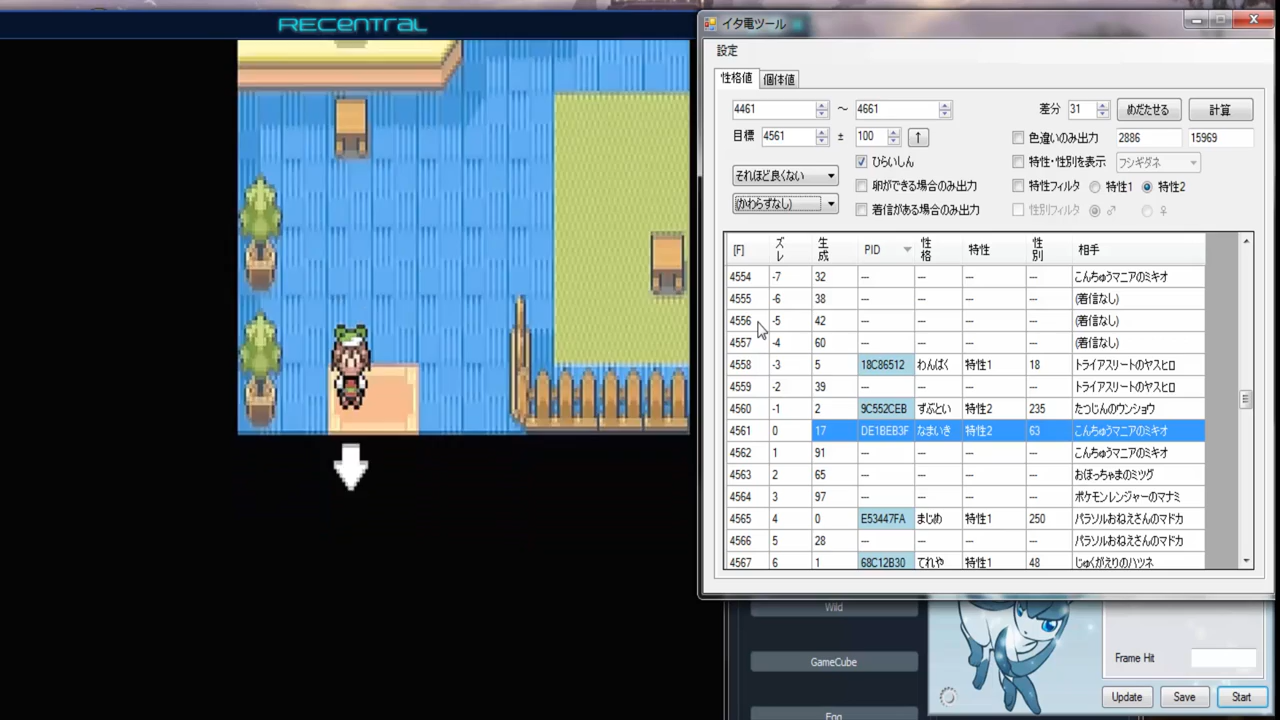 RECENTRAL
イタ電ツール
設定
性格値 個体値
4461 ～ 4661 差分 31 めだたせる 計算
目標 4561 ± 100 ↑ 色違いのみ出力 2886 15969
ひらいしん 特性・性別を表示 フシギダネ
それほど良くない 卵ができる場合のみ出力 特性フィルタ 特性1 特性2
(かわらずなし) 着信がある場合のみ出力 性別フィルタ ♂ ♀
[F] ズレ 生成 PID 性格 特性 性別 相手
4554 -7 32 --- --- --- --- こんちゅうマニアのミキオ
4555 -6 38 --- --- --- --- (着信なし)
4556 -5 42 --- --- --- --- (着信なし)
4557 -4 60 --- --- --- --- (着信なし)
4558 -3 5 18C86512 わんぱく 特性1 18 トライアスリートのヤスヒロ
4559 -2 39 --- --- --- --- トライアスリートのヤスヒロ
4560 -1 2 9C552CEB ずぶとい 特性2 235 たつじんのウンショウ
4561 0 17 DE1BEB3F なまいき 特性2 63 こんちゅうマニアのミキオ
4562 1 91 --- --- --- --- こんちゅうマニアのミキオ
4563 2 65 --- --- --- --- おぼっちゃまのミツグ
4564 3 97 --- --- --- --- ポケモンレンジャーのマナミ
4565 4 0 E53447FA まじめ 特性1 250 パラソルおねえさんのマドカ
4566 5 28 --- --- --- --- パラソルおねえさんのマドカ
4567 6 1 68C12B30 てれや 特性1 48 じゅくがえりのハツネ
Wild
GameCube
Egg
Frame Hit
Update Save Start